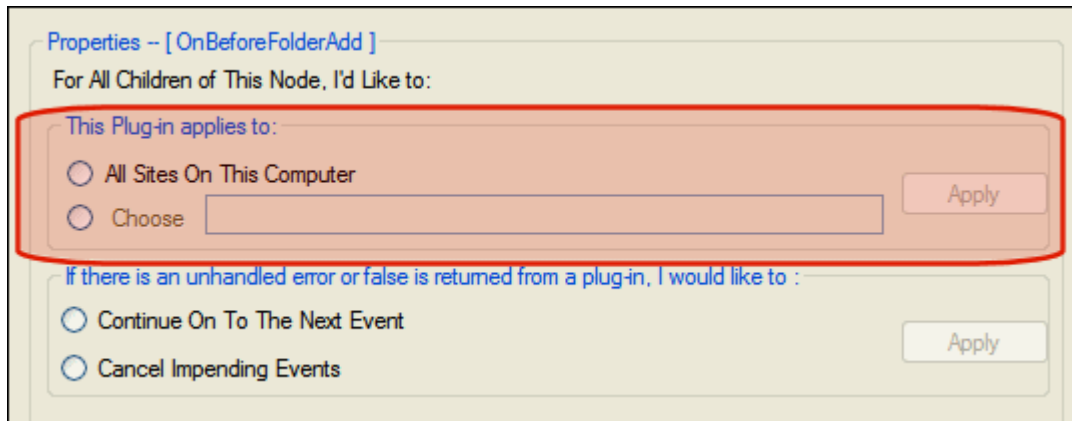 Properties -- [ OnBeforeFolderAdd ]
For All Children of This Node, I'd Like to:
This Plug-in applies to:
All Sites On This Computer
Apply
Choose
If there is an unhandled error or false is returned from a plug-in, I would like to :
Continue On To The Next Event
Apply
Cancel Impending Events